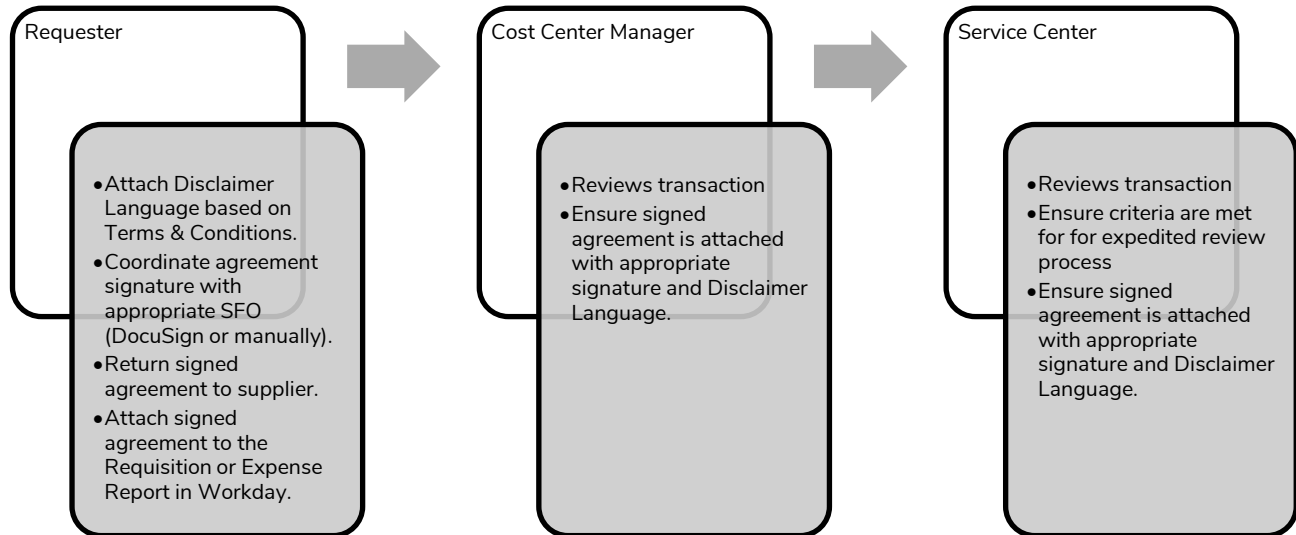 Requester
•Attach Disclaimer
Language based on
Terms & Conditions.
•Coordinate agreement
signature with
appropriate SFO
(DocuSign or manually).
•Return signed
agreement to supplier.
•Attach signed
agreement to the
Requisition or Expense
Report in Workday.
Cost Center Manager
•Reviews transaction
•Ensure signed
agreement is attached
with appropriate
signature and Disclaimer
Language.
Service Center
•Reviews transaction
•Ensure criteria are met
for for expedited review
process
•Ensure signed
agreement is attached
with appropriate
signature and Disclaimer
Language.